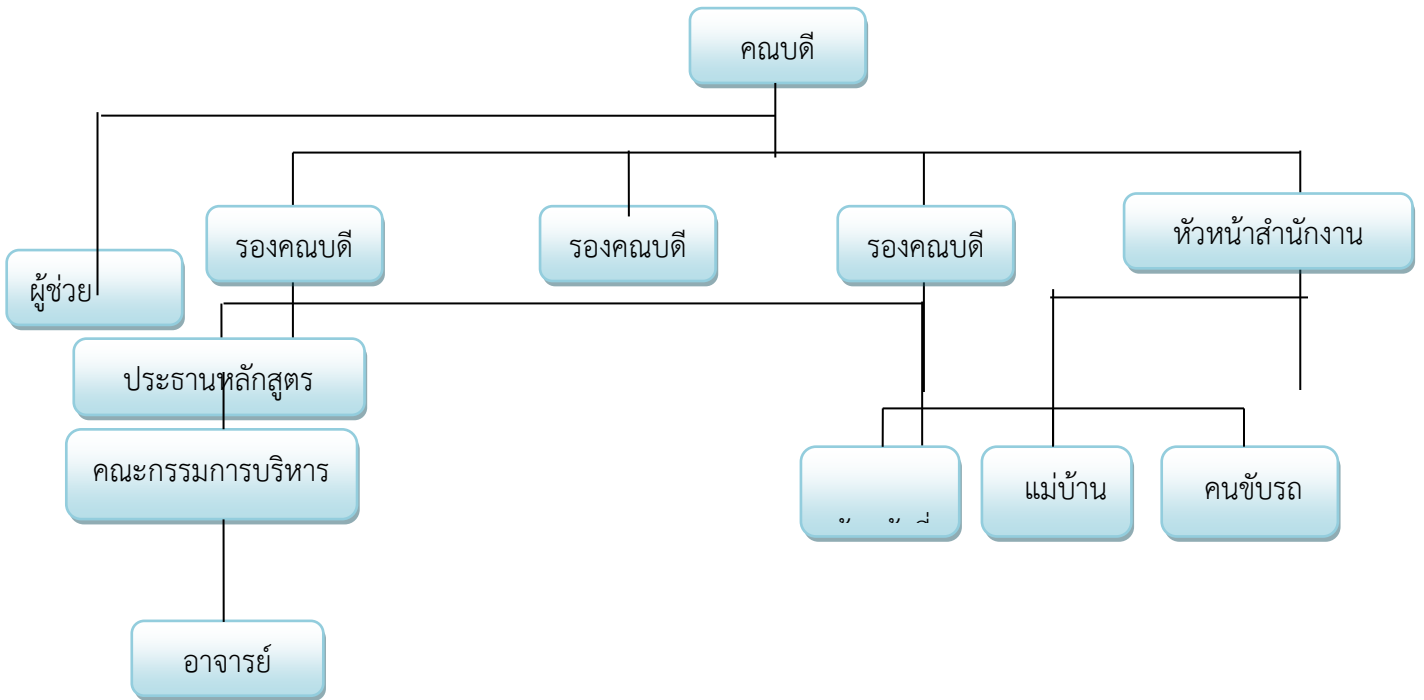 คณบดี
รองคณบดี
รองคณบดี
รองคณบดี
หัวหน้าสำนักงาน
ผู้ช่วย
ประธานหลักสูตร
คณะกรรมการบริหาร
แม่บ้าน
คนขับรถ
อาจารย์